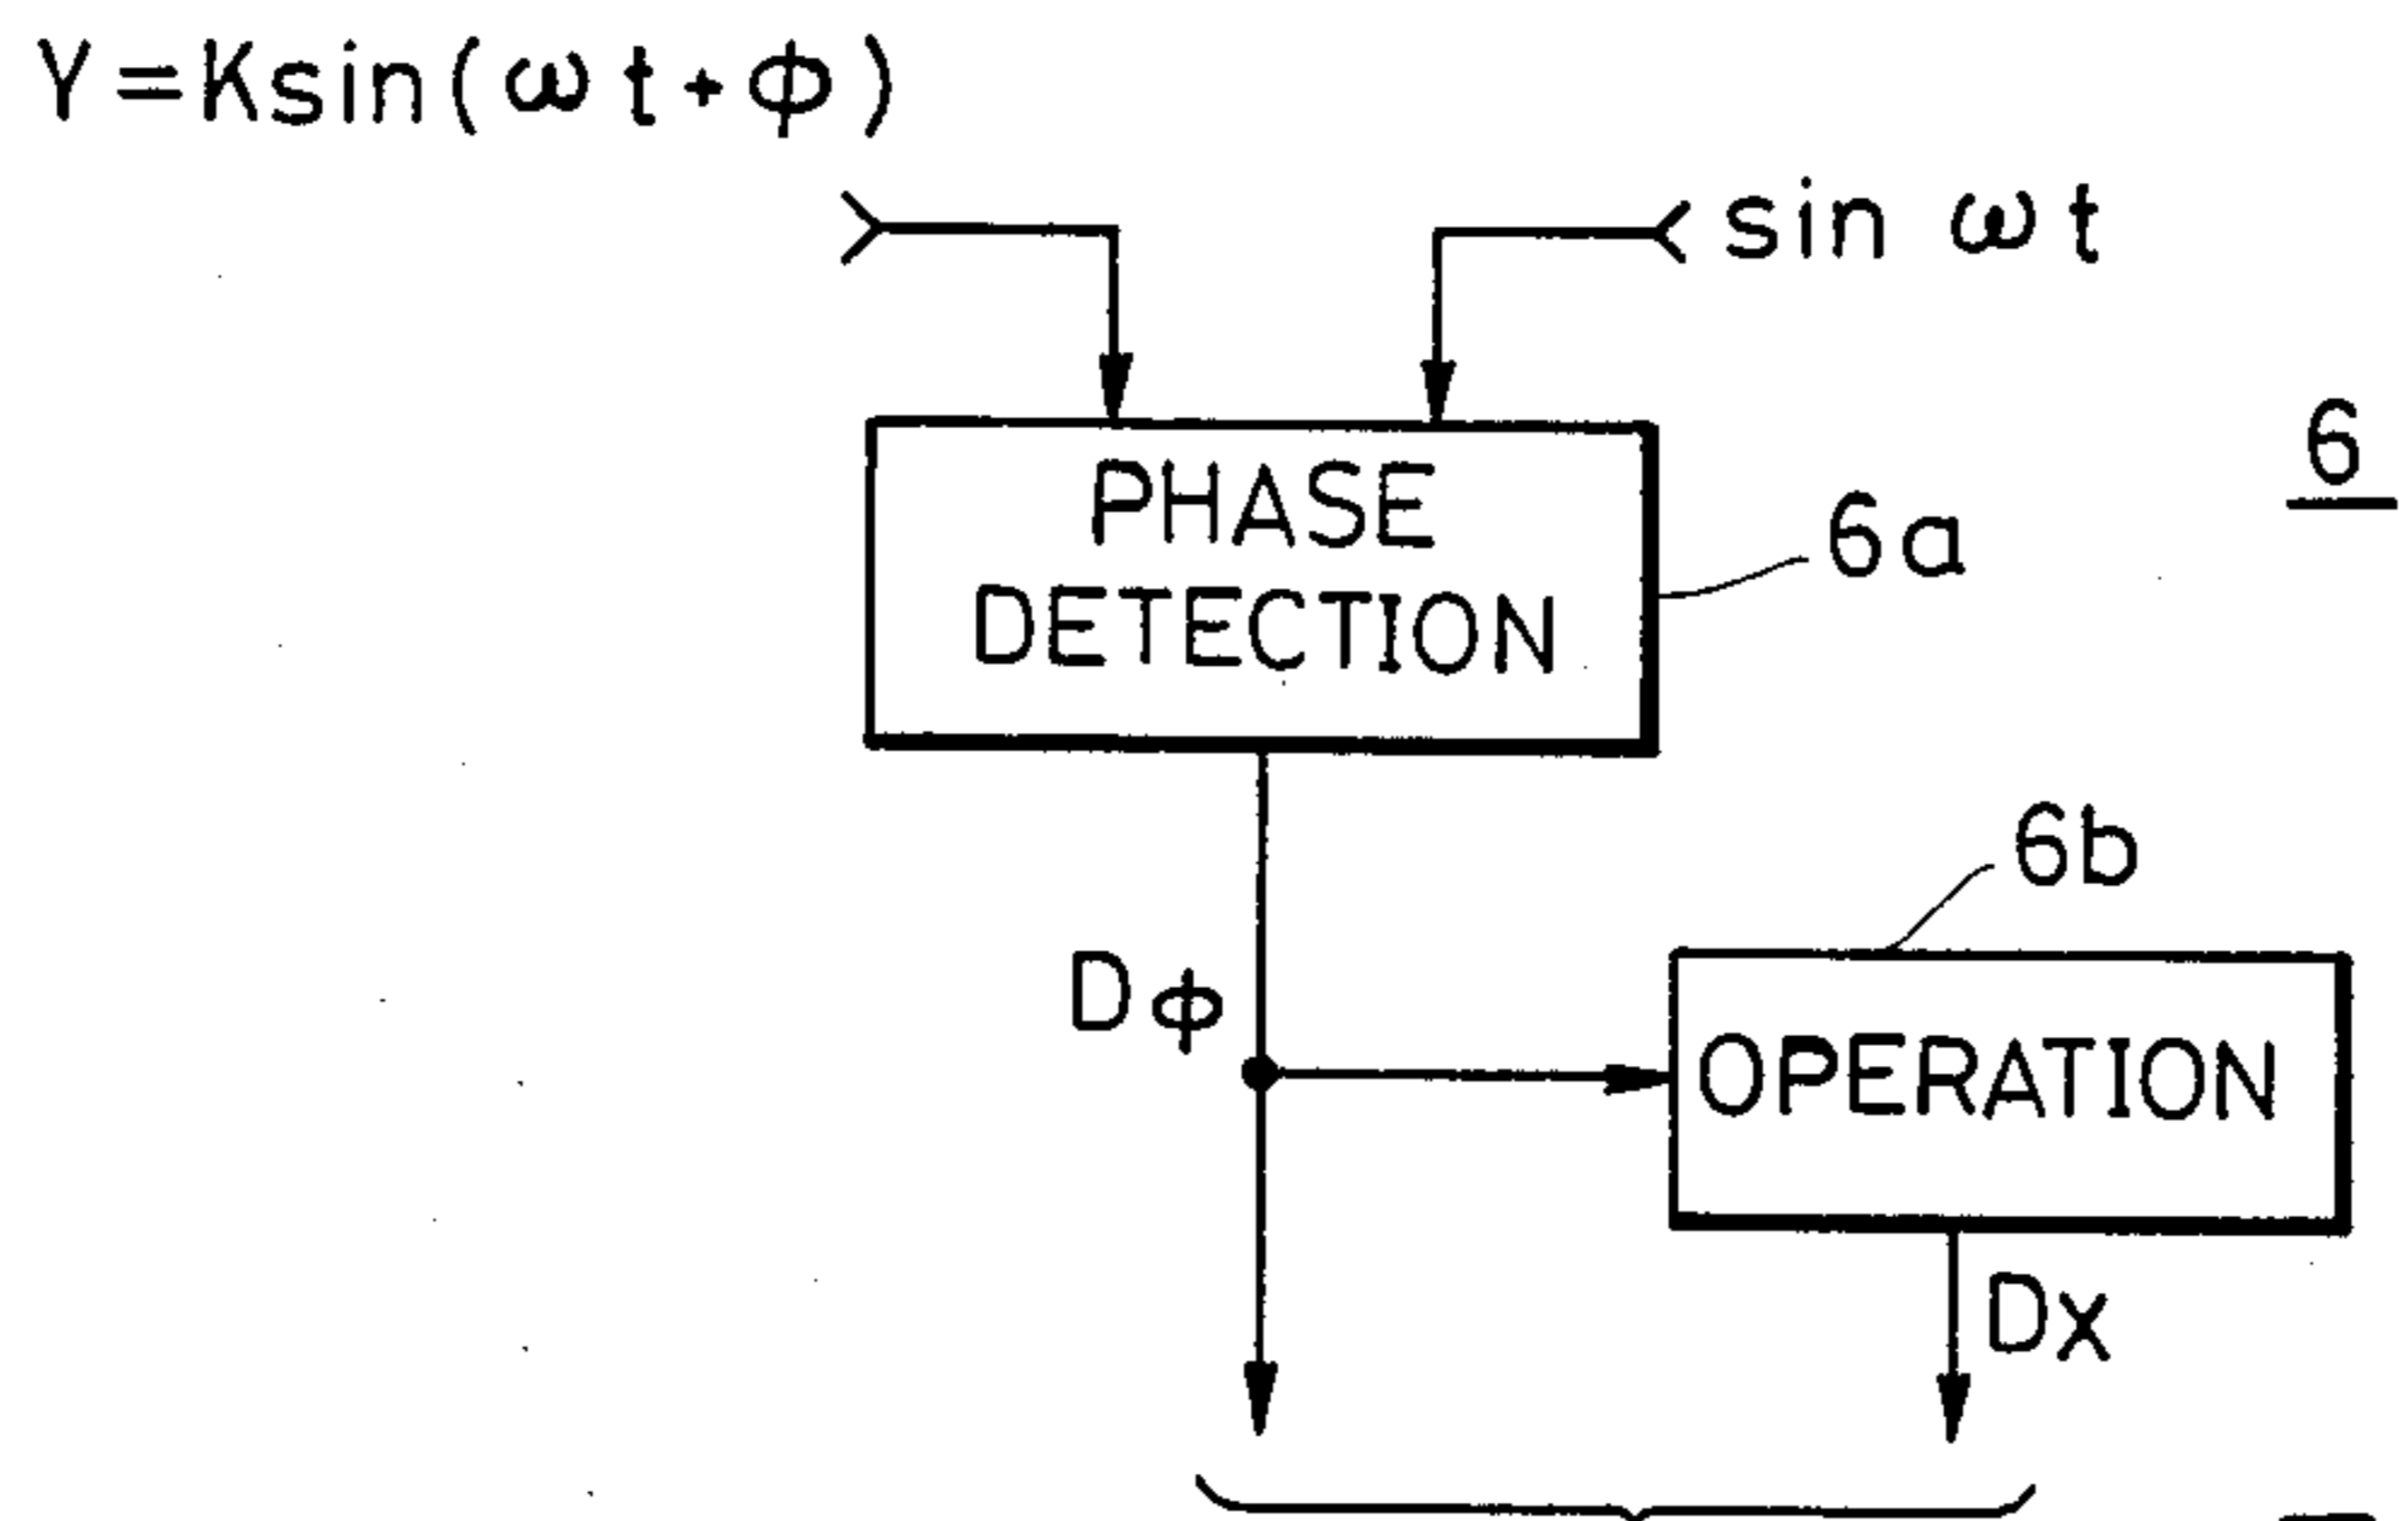 Y=Ksin(ωt+φ)
sin ωt
6
PHASE
DETECTION
6a
6b
Dφ
OPERATION
Dx